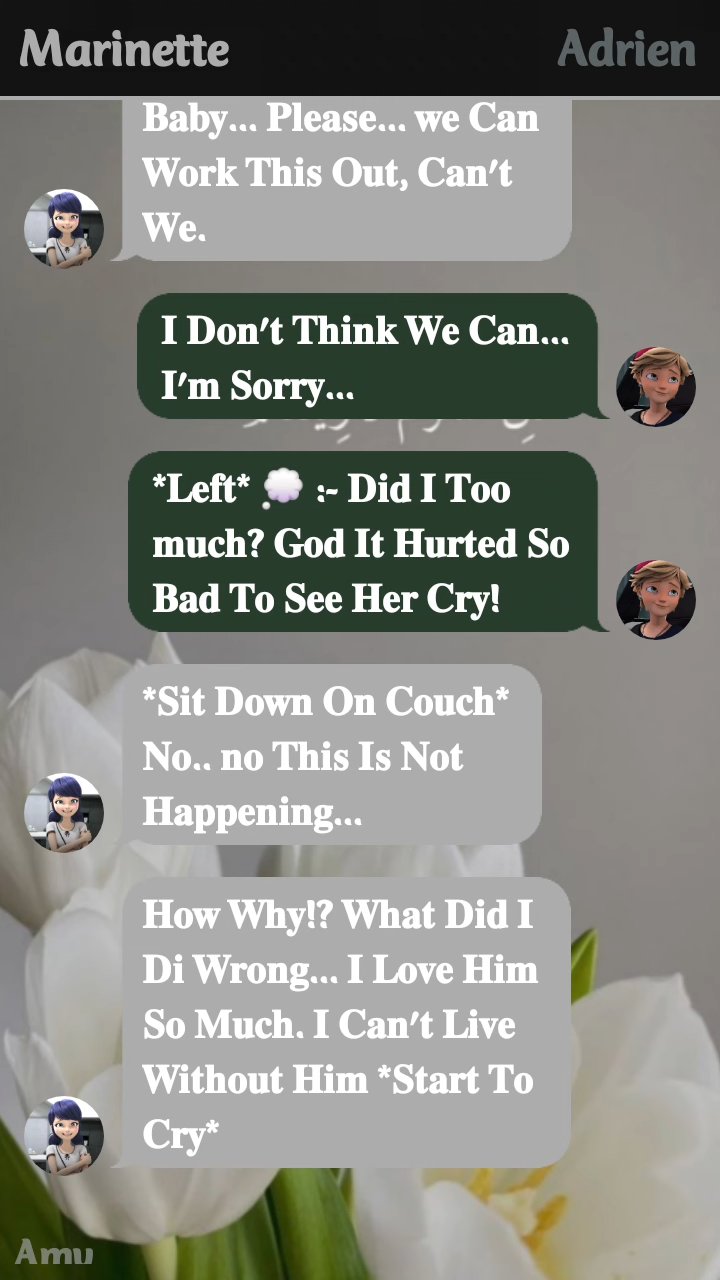 Marinette
Adrien
Baby... Please... we Can
Work This Out, Can't
We.
I Don't Think We Can...
I'm Sorry...
*Left* 💭 :- Did I Too
much? God It Hurted So
Bad To See Her Cry!
*Sit Down On Couch*
No.. no This Is Not
Happening...
How Why!? What Did I
Di Wrong... I Love Him
So Much. I Can't Live
Without Him *Start To
Cry*
Amu